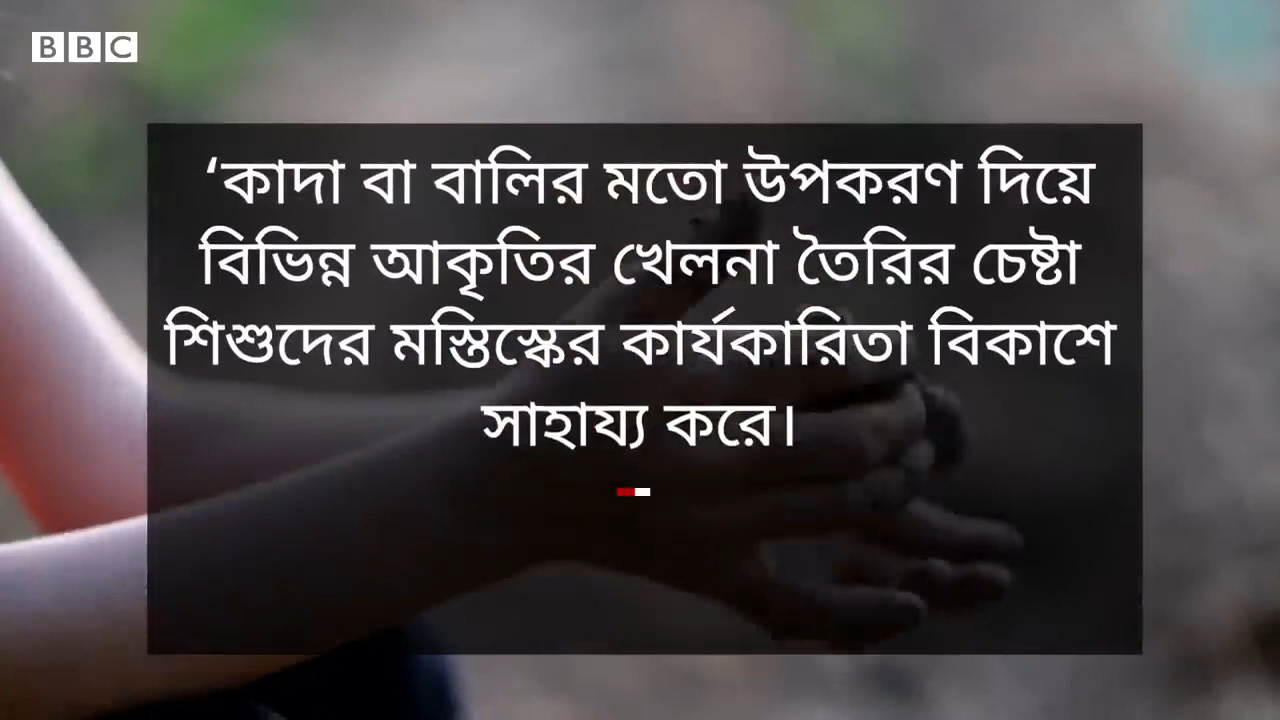 BBC
‘কাদা বা বালির মতো উপকরণ দিয়ে
বিভিন্ন আকৃতির খেলনা তৈরির চেষ্টা
শিশুদের মস্তিস্কের কার্যকারিতা বিকাশে
সাহায্য করে।